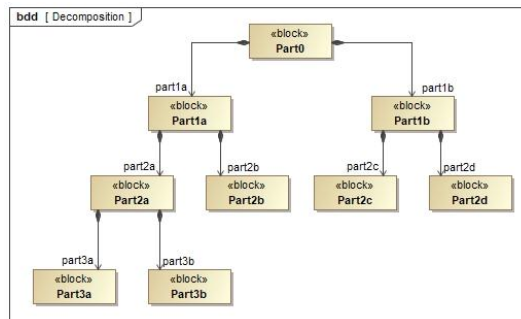 bdd [ Decomposition ]
«block»
Part0
part1a
part1b
«block»
Part1a
«block»
Part1b
part2a
part2b
part2c
part2d
«block»
Part2a
«block»
Part2b
«block»
Part2c
«block»
Part2d
part3a
part3b
«block»
Part3a
«block»
Part3b